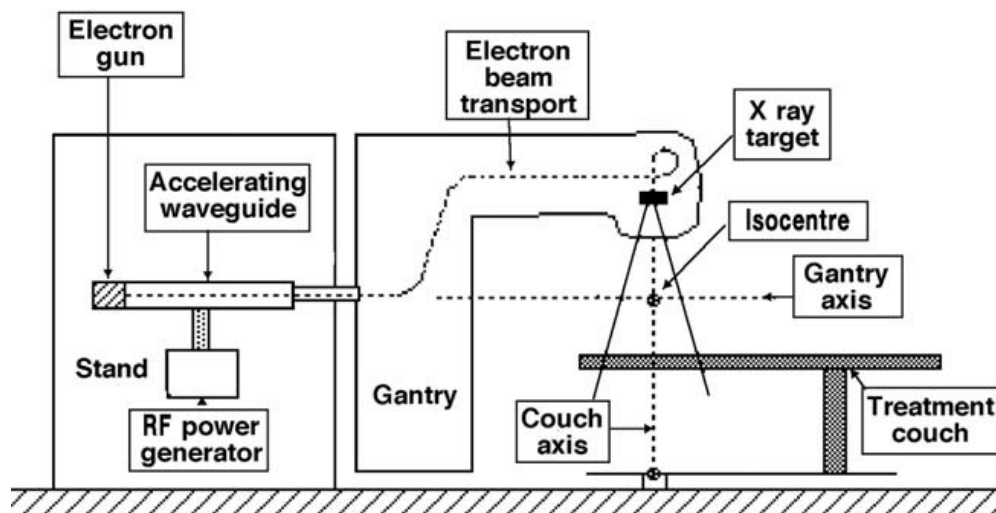 Electron
gun
Electron
beam
transport
X ray
target
Accelerating
waveguide
Isocentre
Gantry
axis
Stand
Gantry
RF power
generator
Couch
axis
Treatment
couch